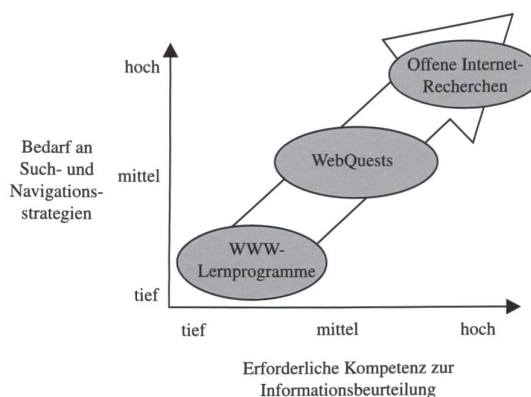 hoch
Offene Internet-
Recherchen
Bedarf an
Such- und
Navigations-
strategien
mittel
WebQuests
WWW-
Lernprogramme
tief
tief
mittel
hoch
Erforderliche Kompetenz zur
Informationsbeurteilung